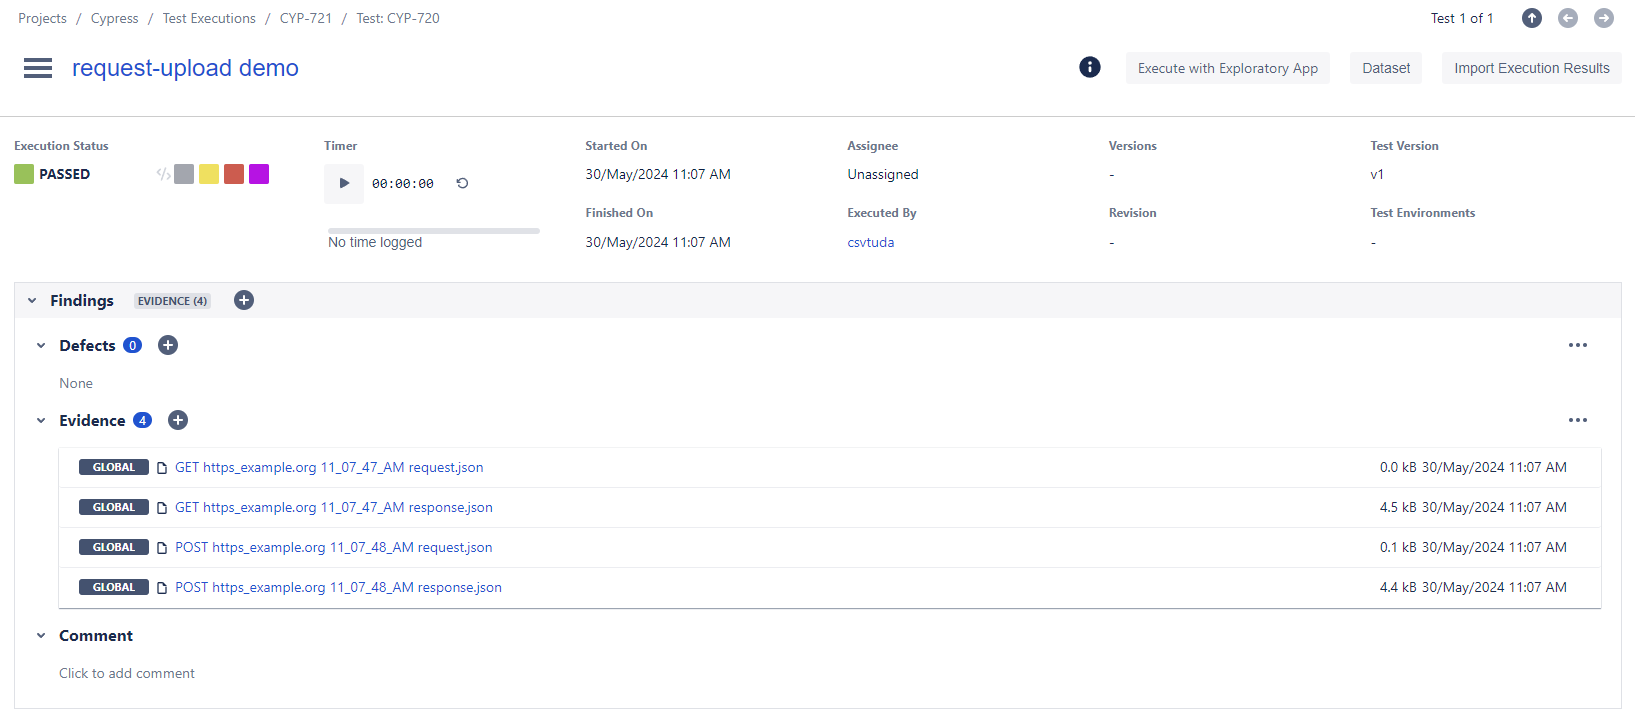 Projects / Cypress / Test Executions / CYP-721 / Test: CYP-720
Test 1 of 1
request-upload demo
Execute with Exploratory App
Dataset
Import Execution Results
Execution Status
Timer
Started On
Assignee
Versions
Test Version
PASSED
</>
00:00:00
30/May/2024 11:07 AM
Unassigned
-
v1
Finished On
Executed By
Revision
Test Environments
No time logged
30/May/2024 11:07 AM
csvtuda
-
-
Findings EVIDENCE (4)
Defects 0
None
Evidence 4
GLOBAL GET https_example.org 11_07_47_AM request.json 0.0 kB 30/May/2024 11:07 AM
GLOBAL GET https_example.org 11_07_47_AM response.json 4.5 kB 30/May/2024 11:07 AM
GLOBAL POST https_example.org 11_07_48_AM request.json 0.1 kB 30/May/2024 11:07 AM
GLOBAL POST https_example.org 11_07_48_AM response.json 4.4 kB 30/May/2024 11:07 AM
Comment
Click to add comment